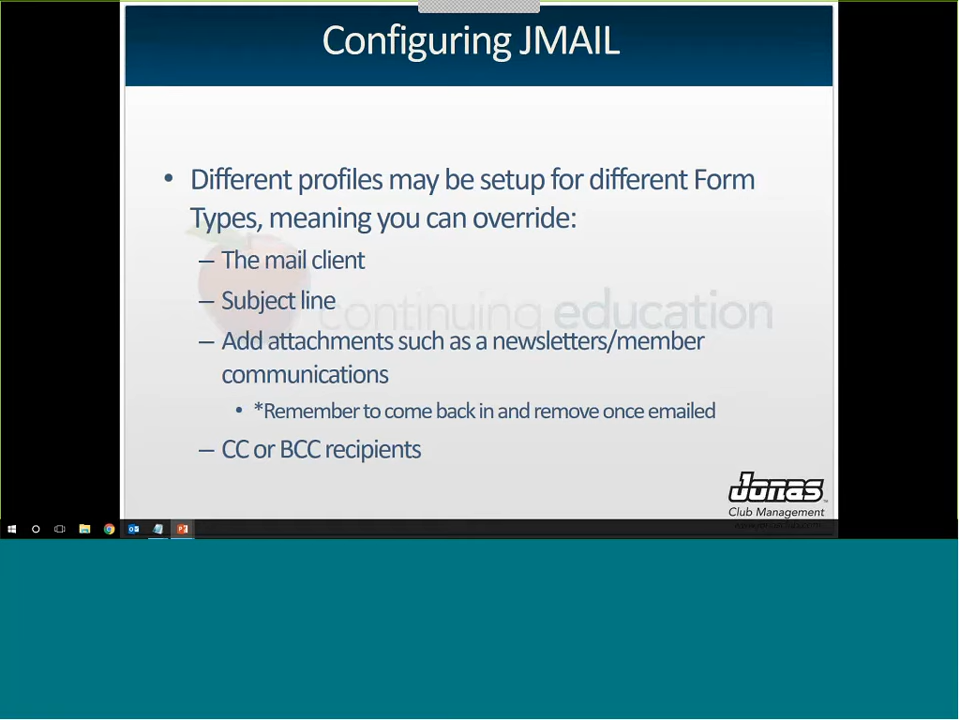 Configuring JMAIL
• Different profiles may be setup for different Form
Types, meaning you can override:
– The mail client
– Subject line
continuing education
– Add attachments such as a newsletters/member
communications
• *Remember to come back in and remove once emailed
– CC or BCC recipients
Jonas
Club Management